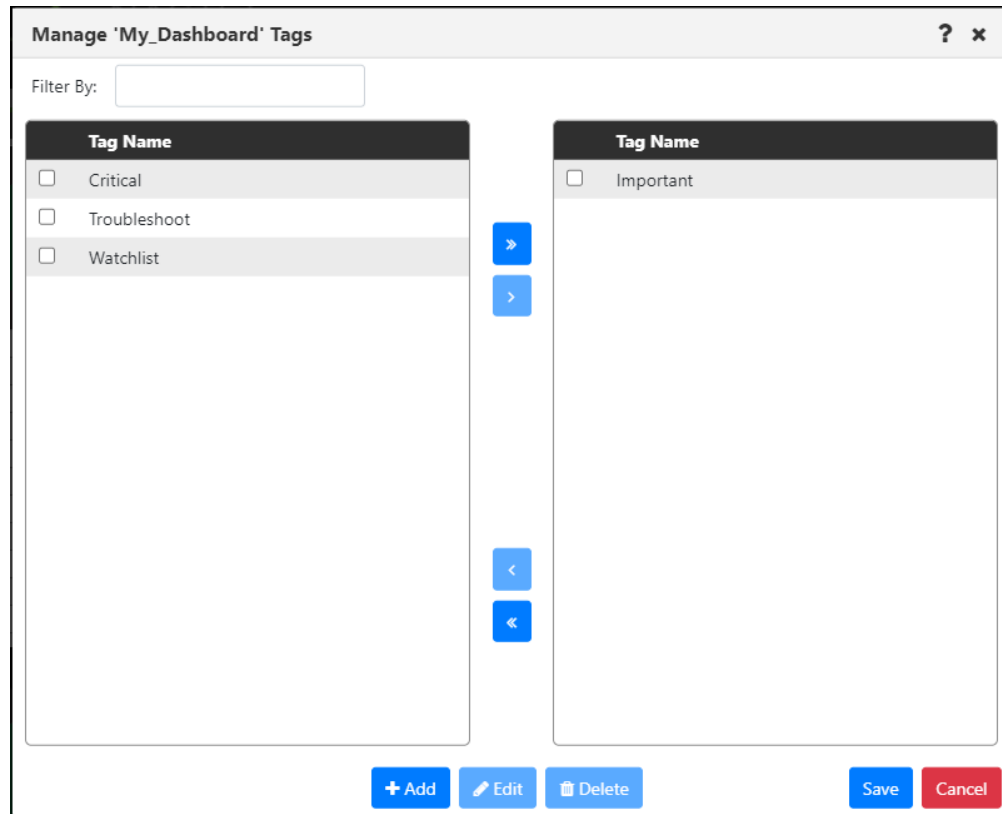 Manage 'My_Dashboard' Tags ? ×
Filter By:
Tag Name
Critical
Troubleshoot
Watchlist
»
›
‹
«
Tag Name
Important
+ Add
Edit
Delete
Save
Cancel